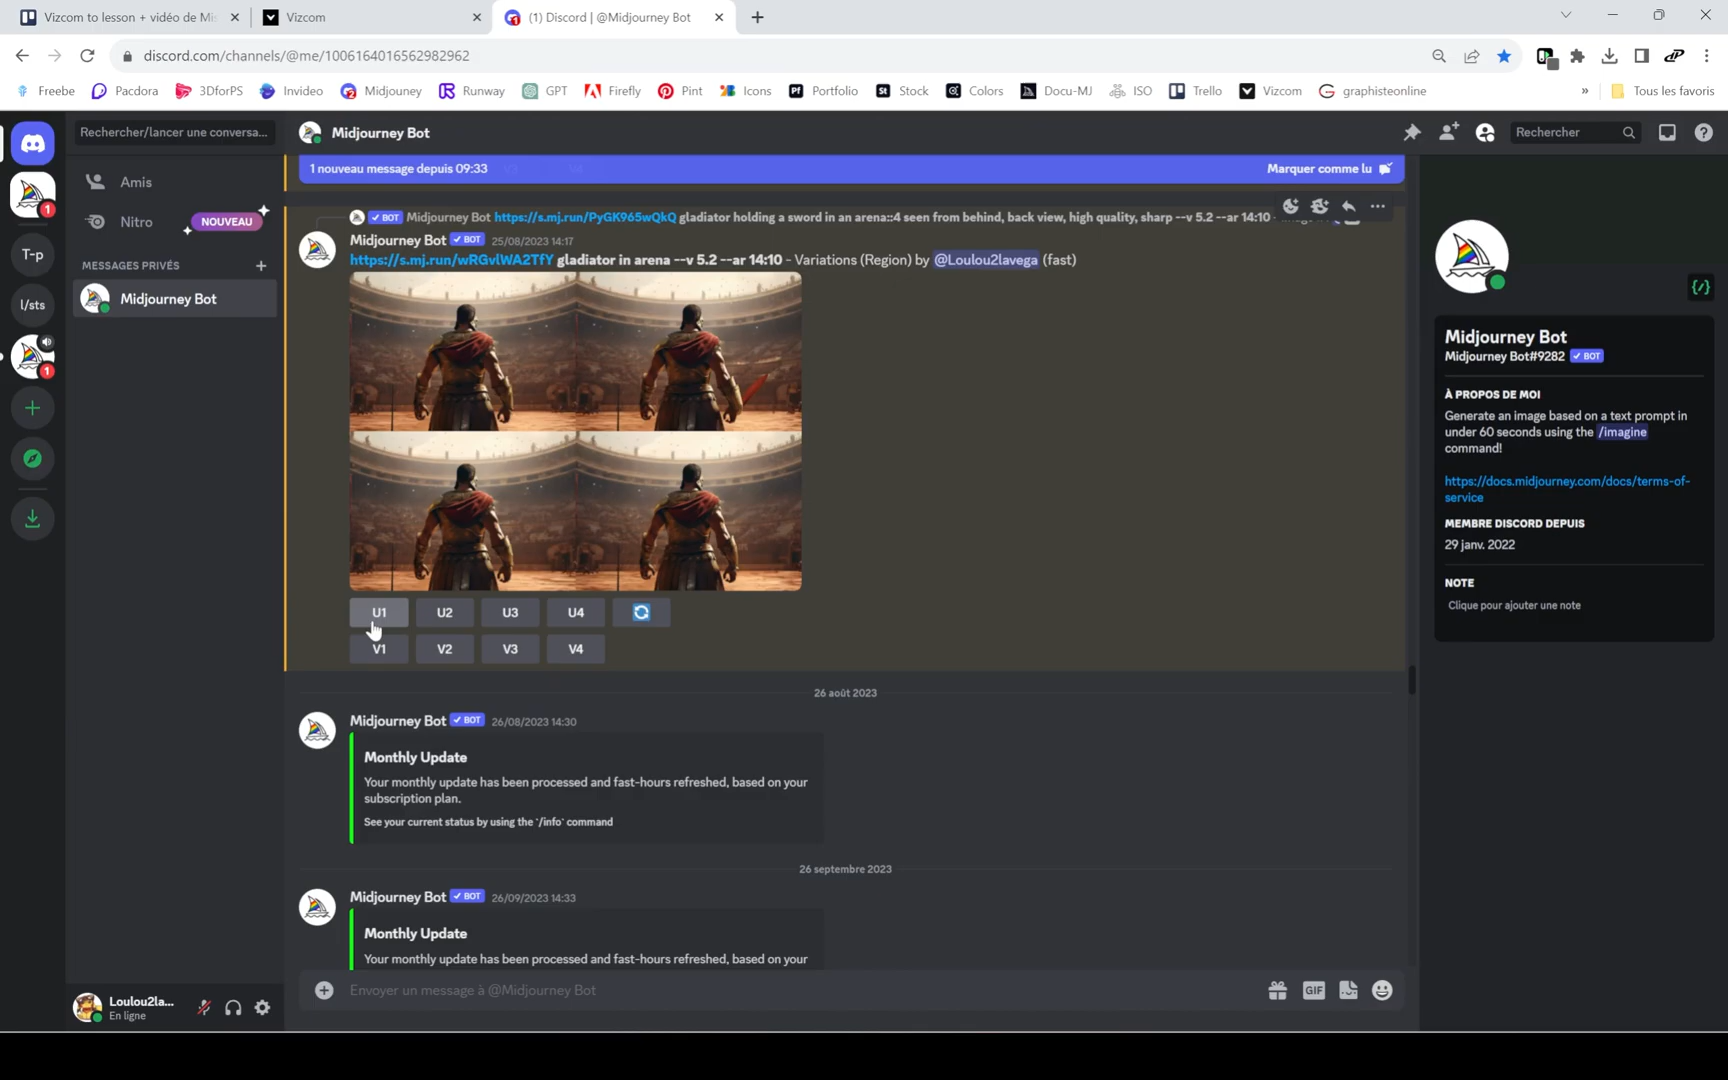 Vizcom to lesson + vidéo de Mi
Vizcom
(1) Discord | @Midjourney Bot
discord.com/channels/@me/1006164016562982962
Freebe
Pacdora
3DforPS
Invideo
Midjouney
Runway
GPT
Firefly
Pint
Icons
Portfolio
Stock
Colors
Docu-MJ
ISO
Trello
Vizcom
graphisteonline
»
Tous les favoris
Rechercher/lancer une conversa...
Midjourney Bot
Rechercher
1 nouveau message depuis 09:33
Marquer comme lu
Amis
Nitro
NOUVEAU
MESSAGES PRIVÉS
Midjourney Bot
T-p
l/sts
1
1
BOT Midjourney Bot https://s.mj.run/PyGK965wQkQ gladiator holding a sword in an arena::4 seen from behind, back view, high quality, sharp --v 5.2 --ar 14:10
Midjourney Bot BOT 25/08/2023 14:17
https://s.mj.run/wRGvlWA2TfY gladiator in arena --v 5.2 --ar 14:10 - Variations (Region) by @Loulou2lavega (fast)
U1 U2 U3 U4
V1 V2 V3 V4
26 août 2023
Midjourney Bot BOT 26/08/2023 14:30
Monthly Update
Your monthly update has been processed and fast-hours refreshed, based on your
subscription plan.
See your current status by using the `/info` command
26 septembre 2023
Midjourney Bot BOT 26/09/2023 14:33
Monthly Update
Your monthly update has been processed and fast-hours refreshed, based on your
Envoyer un message à @Midjourney Bot
GIF
Loulou2la...
En ligne
Midjourney Bot
Midjourney Bot#9282 BOT
À PROPOS DE MOI
Generate an image based on a text prompt in
under 60 seconds using the /imagine
command!
https://docs.midjourney.com/docs/terms-of-
service
MEMBRE DISCORD DEPUIS
29 janv. 2022
NOTE
Clique pour ajouter une note